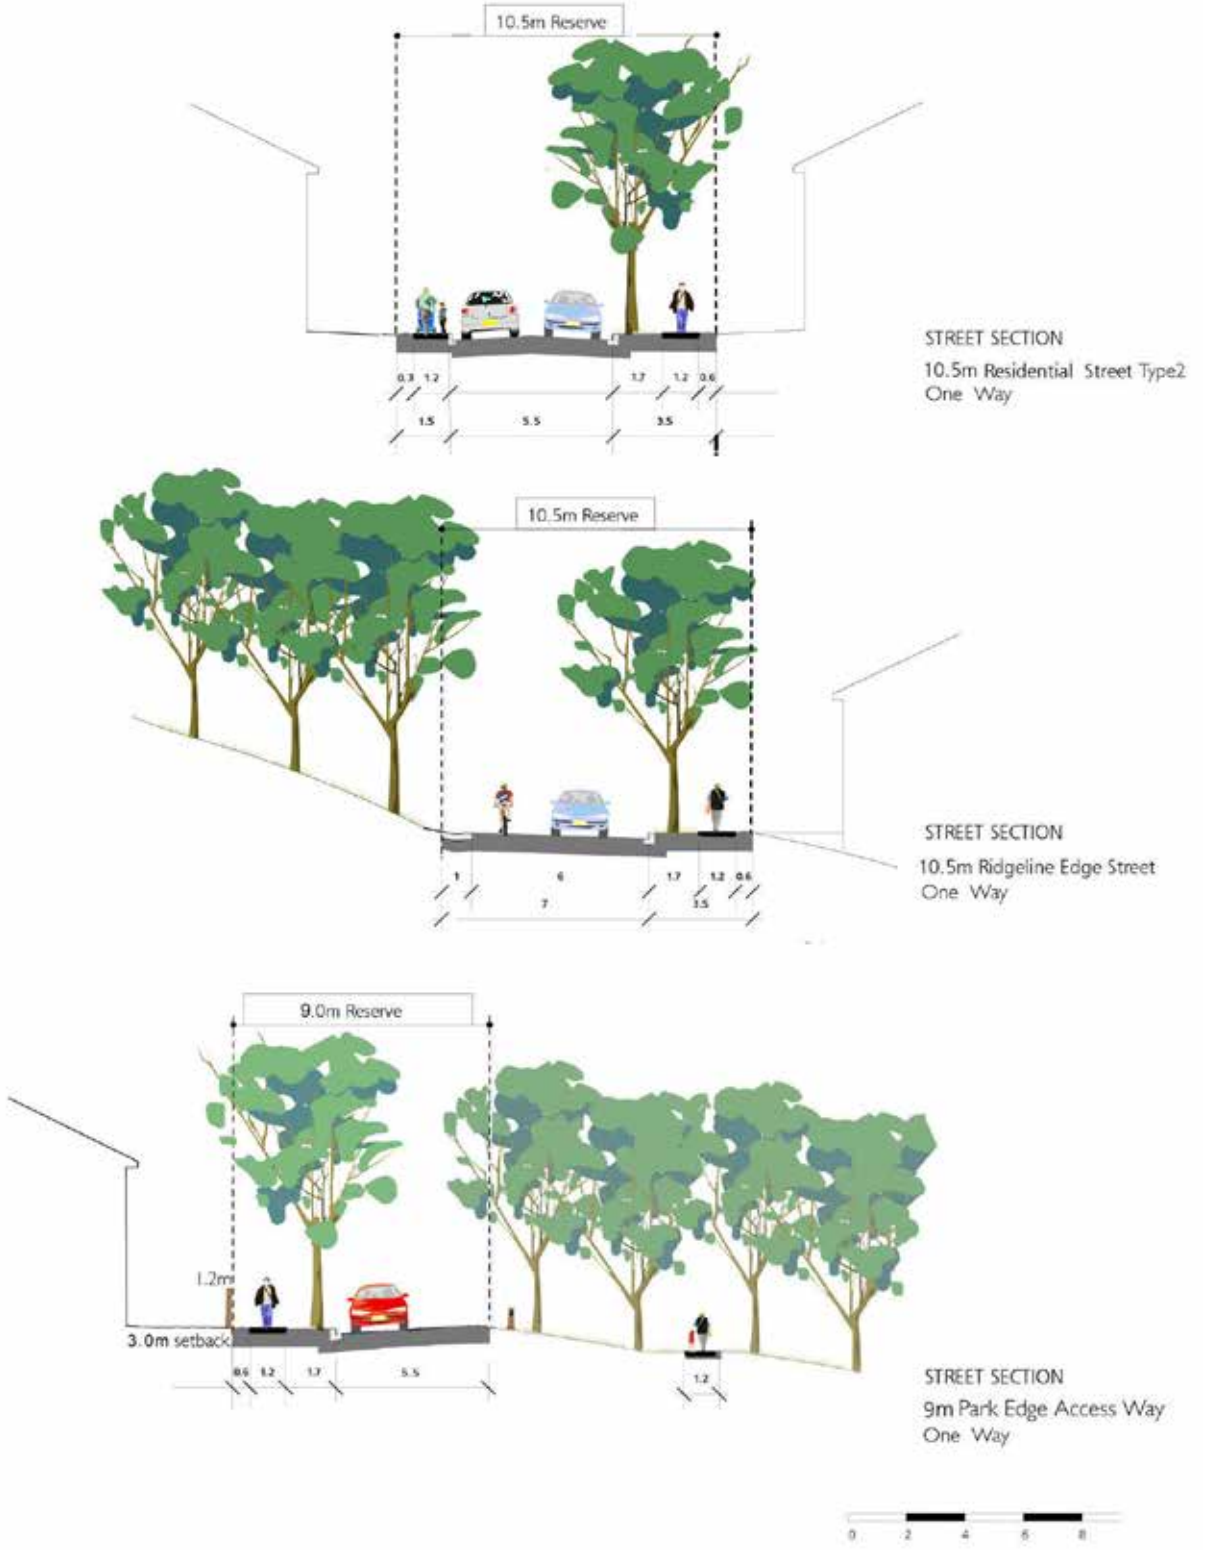 10.5m Reserve
STREET SECTION
10.5m Residential Street Type2
One Way
0.3 1.2 1.7 1.2 0.6
1.5 5.5 3.5
10.5m Reserve
STREET SECTION
10.5m Ridgeline Edge Street
One Way
1 6 1.7 1.2 0.6
7 3.5
9.0m Reserve
1.2m
3.0m setback
0.6 1.2 1.7 5.5 1.2
STREET SECTION
9m Park Edge Access Way
One Way
0 2 4 6 8